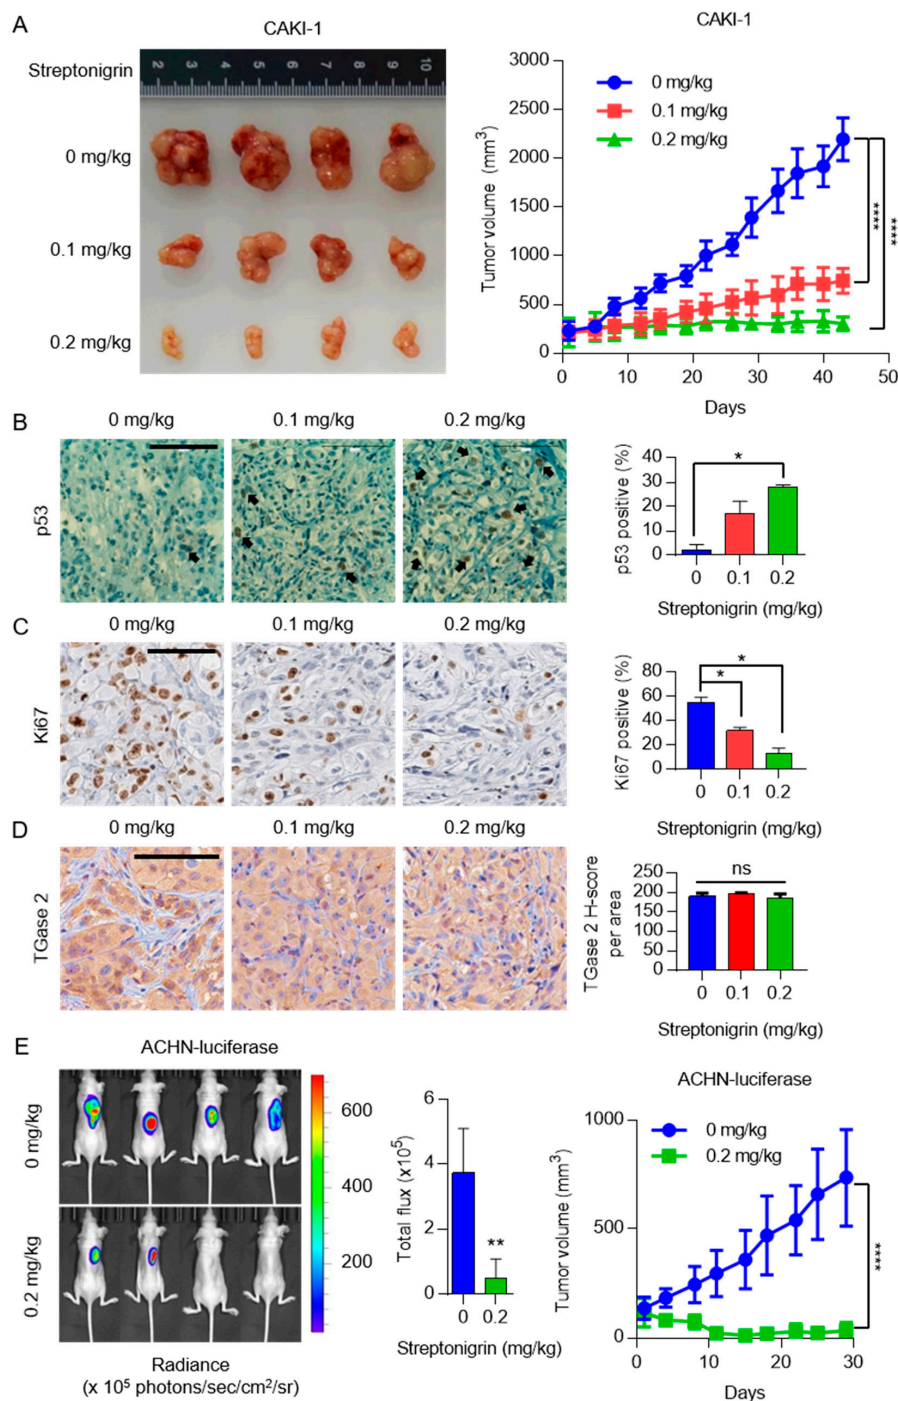 A
CAKI-1
Streptonigrin
2 3 4 5 6 7 8 9 10
0 mg/kg
0.1 mg/kg
0.2 mg/kg
CAKI-1
Tumor volume (mm³)
3000
2500
2000
1500
1000
500
0
0 mg/kg
0.1 mg/kg
0.2 mg/kg
****
****
0 10 20 30 40 50
Days
B
0 mg/kg 0.1 mg/kg 0.2 mg/kg
p53
p53 positive (%)
40
30
20
10
0
*
0 0.1 0.2
Streptonigrin (mg/kg)
C
0 mg/kg 0.1 mg/kg 0.2 mg/kg
Ki67
Ki67 positive (%)
80
60
40
20
0
*
*
0 0.1 0.2
Streptonigrin (mg/kg)
D
0 mg/kg 0.1 mg/kg 0.2 mg/kg
TGase 2
TGase 2 H-score
per area
250
200
150
100
50
0
ns
0 0.1 0.2
Streptonigrin (mg/kg)
E
ACHN-luciferase
0 mg/kg
0.2 mg/kg
600
400
200
Radiance
(x 10⁵ photons/sec/cm²/sr)
Total flux (x10⁵)
6
4
2
0
**
0 0.2
Streptonigrin (mg/kg)
ACHN-luciferase
Tumor volume (mm³)
1000
500
0
0 mg/kg
0.2 mg/kg
****
0 10 20 30
Days